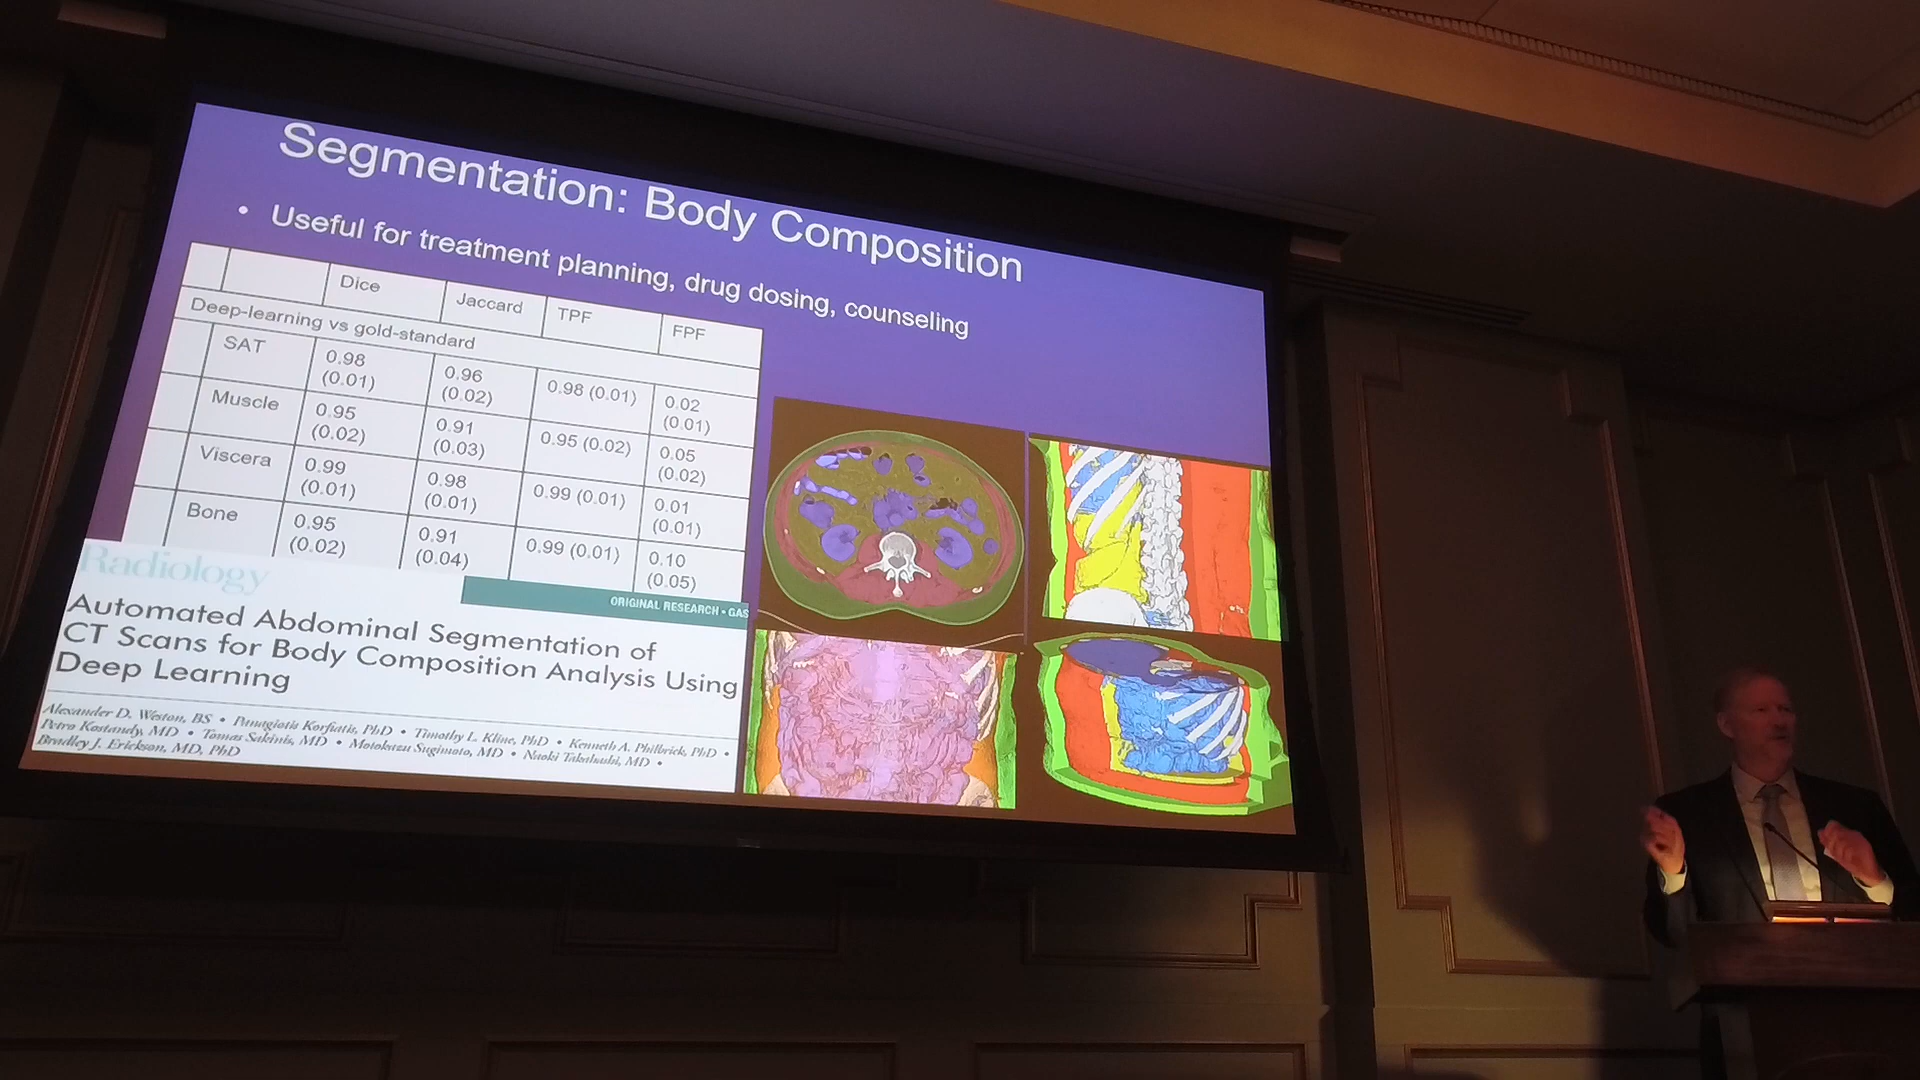 Segmentation: Body Composition
• Useful for treatment planning, drug dosing, counseling
Dice Jaccard TPF FPF
Deep-learning vs gold-standard
SAT 0.98 (0.01) 0.96 (0.02) 0.98 (0.01) 0.02 (0.01)
Muscle 0.95 (0.02) 0.91 (0.03) 0.95 (0.02) 0.05 (0.02)
Viscera 0.99 (0.01) 0.98 (0.01) 0.99 (0.01) 0.01 (0.01)
Bone 0.95 (0.02) 0.91 (0.04) 0.99 (0.01) 0.10 (0.05)
Radiology
ORIGINAL RESEARCH • GAS
Automated Abdominal Segmentation of
CT Scans for Body Composition Analysis Using
Deep Learning
Alexander D. Weston, BS • Panagiotis Korfiatis, PhD • Timothy L. Kline, PhD • Kenneth A. Philbrick, PhD •
Petro Kostandy, MD • Tomas Sakinis, MD • Motokazu Sugimoto, MD • Naoki Takahashi, MD •
Bradley J. Erickson, MD, PhD